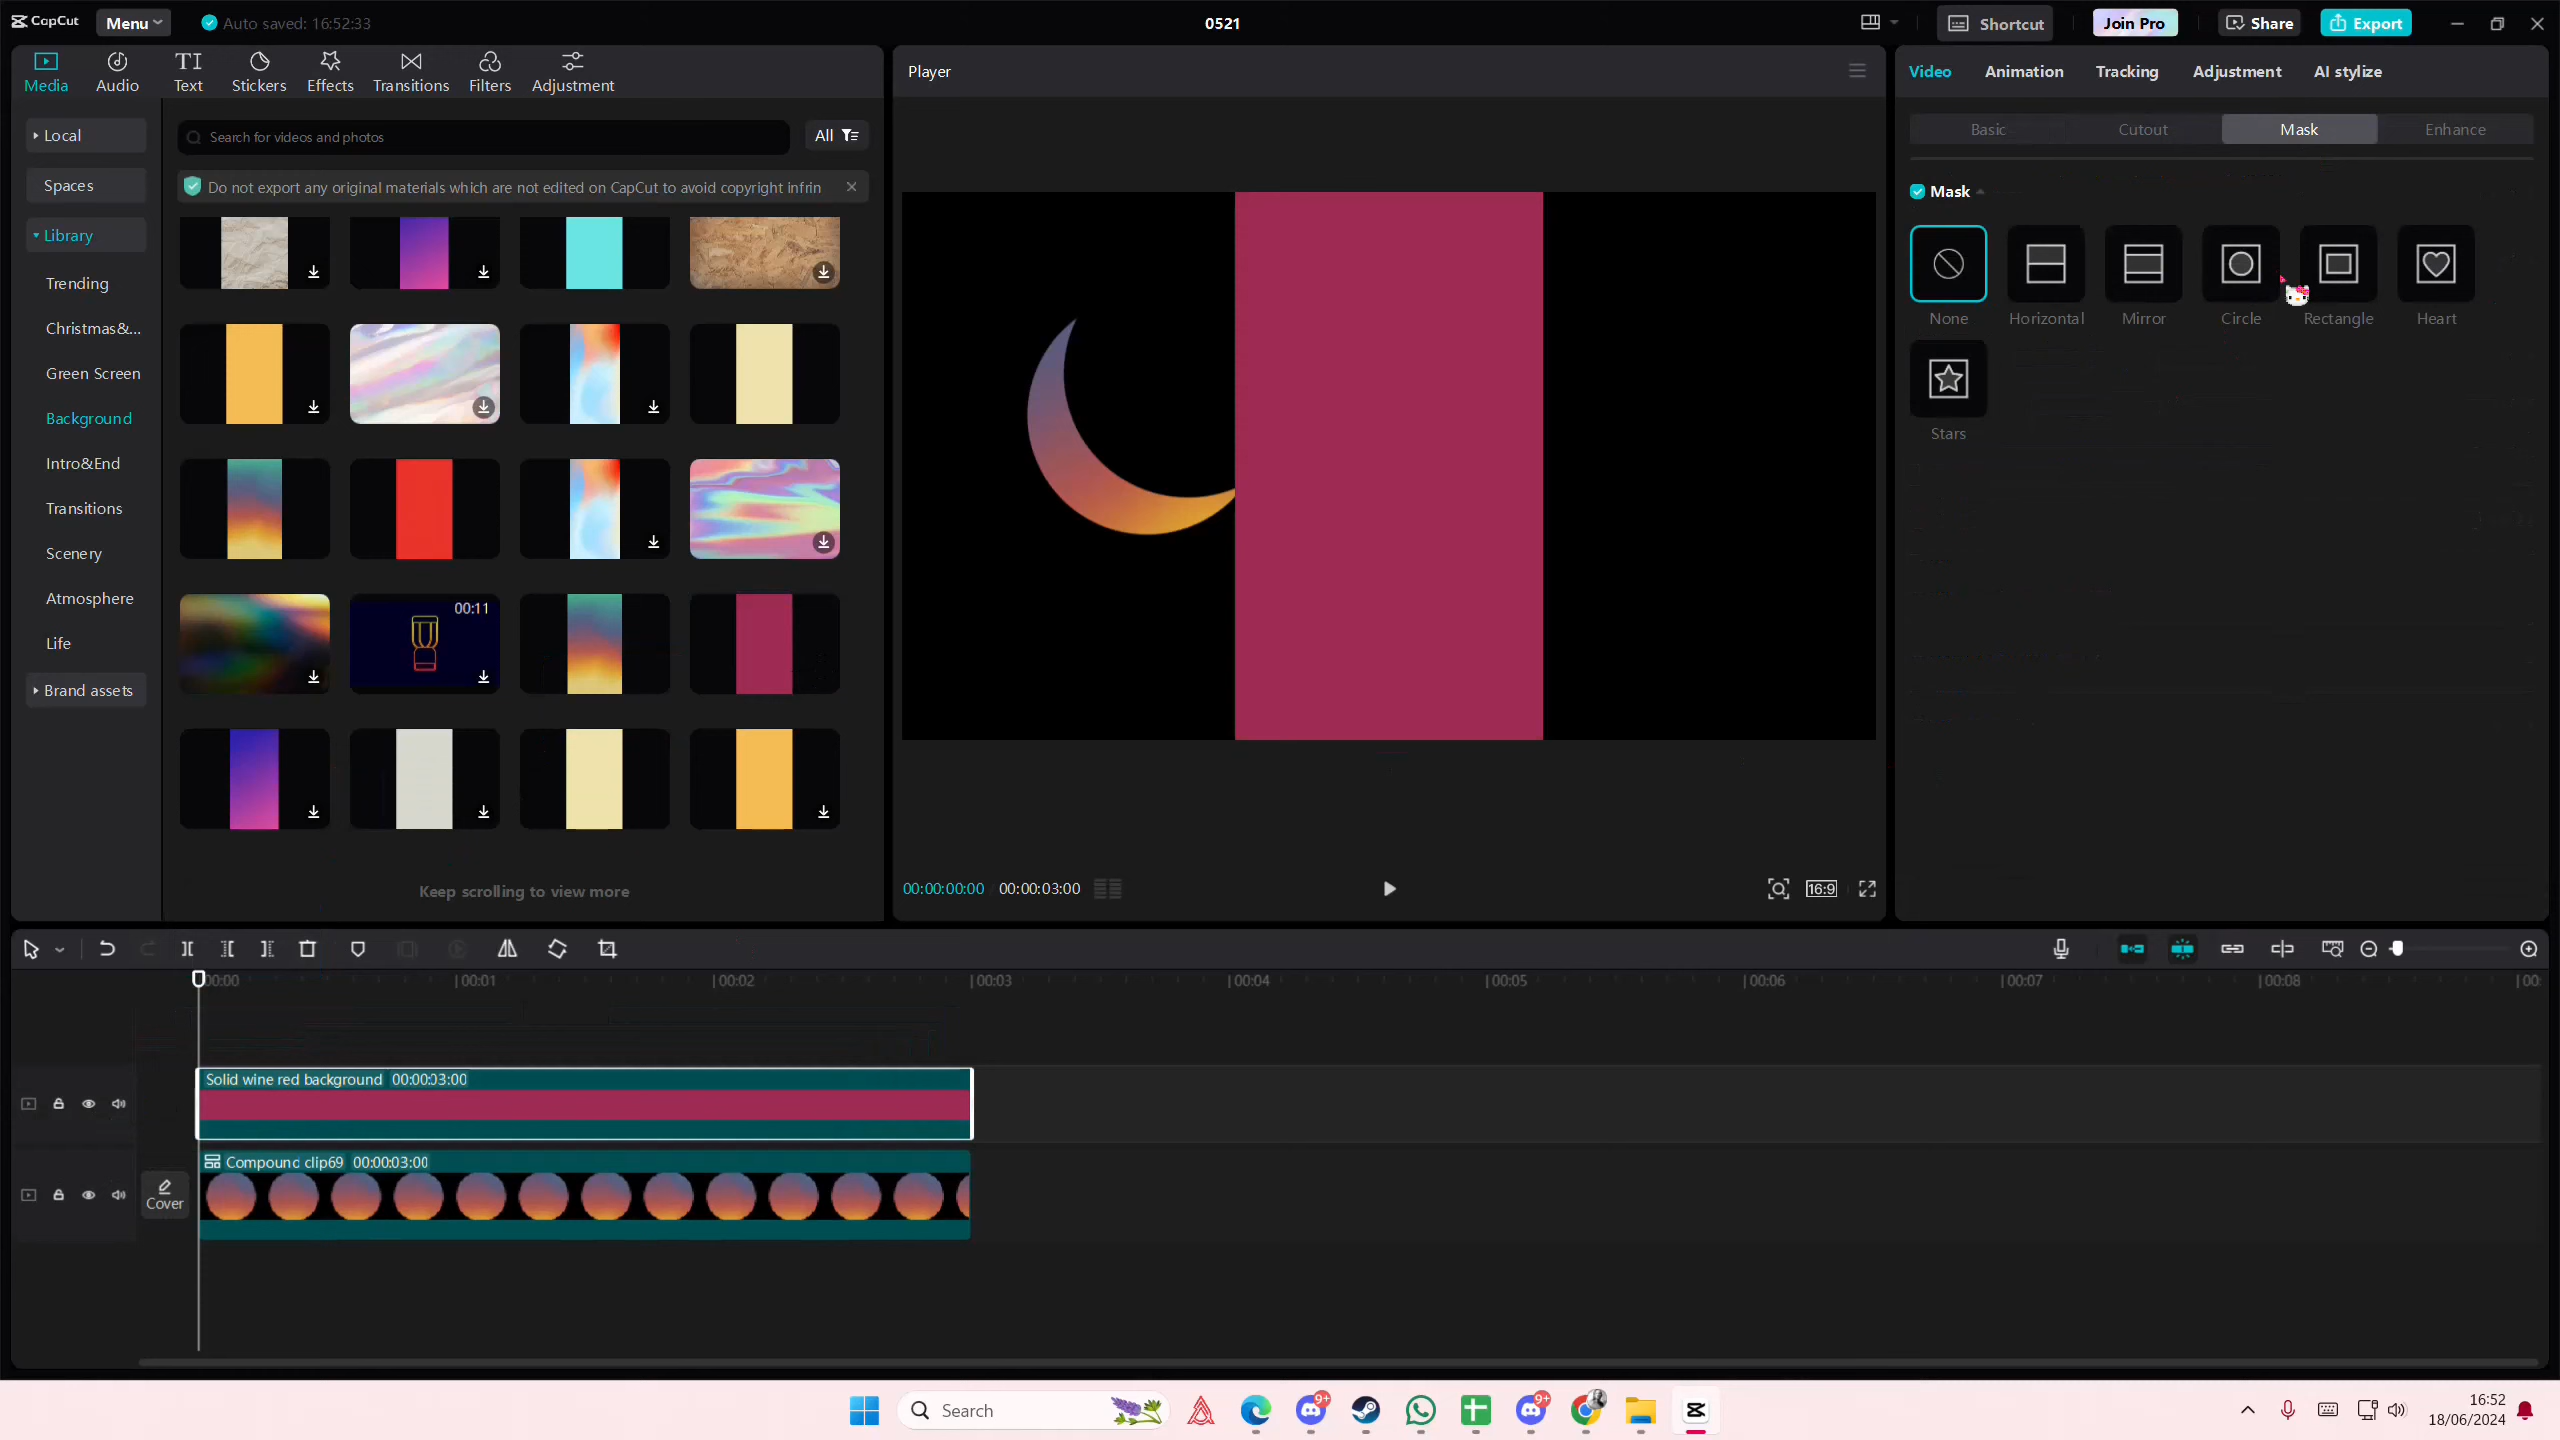 CapCut
Menu
Auto saved: 16:52:33
0521
Shortcut
Join Pro
Share
Export
Media
Audio
Text
Stickers
Effects
Transitions
Filters
Adjustment
Local
Spaces
Library
Trending
Christmas&...
Green Screen
Background
Intro&End
Transitions
Scenery
Atmosphere
Life
Brand assets
Search for videos and photos
All
Do not export any original materials which are not edited on CapCut to avoid copyright infrin
00:11
Keep scrolling to view more
Player
00:00:00:00
00:00:03:00
16:9
Video
Animation
Tracking
Adjustment
AI stylize
Basic
Cutout
Mask
Enhance
Mask
None
Horizontal
Mirror
Circle
Rectangle
Heart
Stars
00:00
00:01
00:02
00:03
00:04
00:05
00:06
00:07
00:08
00:
Solid wine red background 00:00:03:00
Cover
Compound clip69 00:00:03:00
Search
9+
9+
16:52
18/06/2024